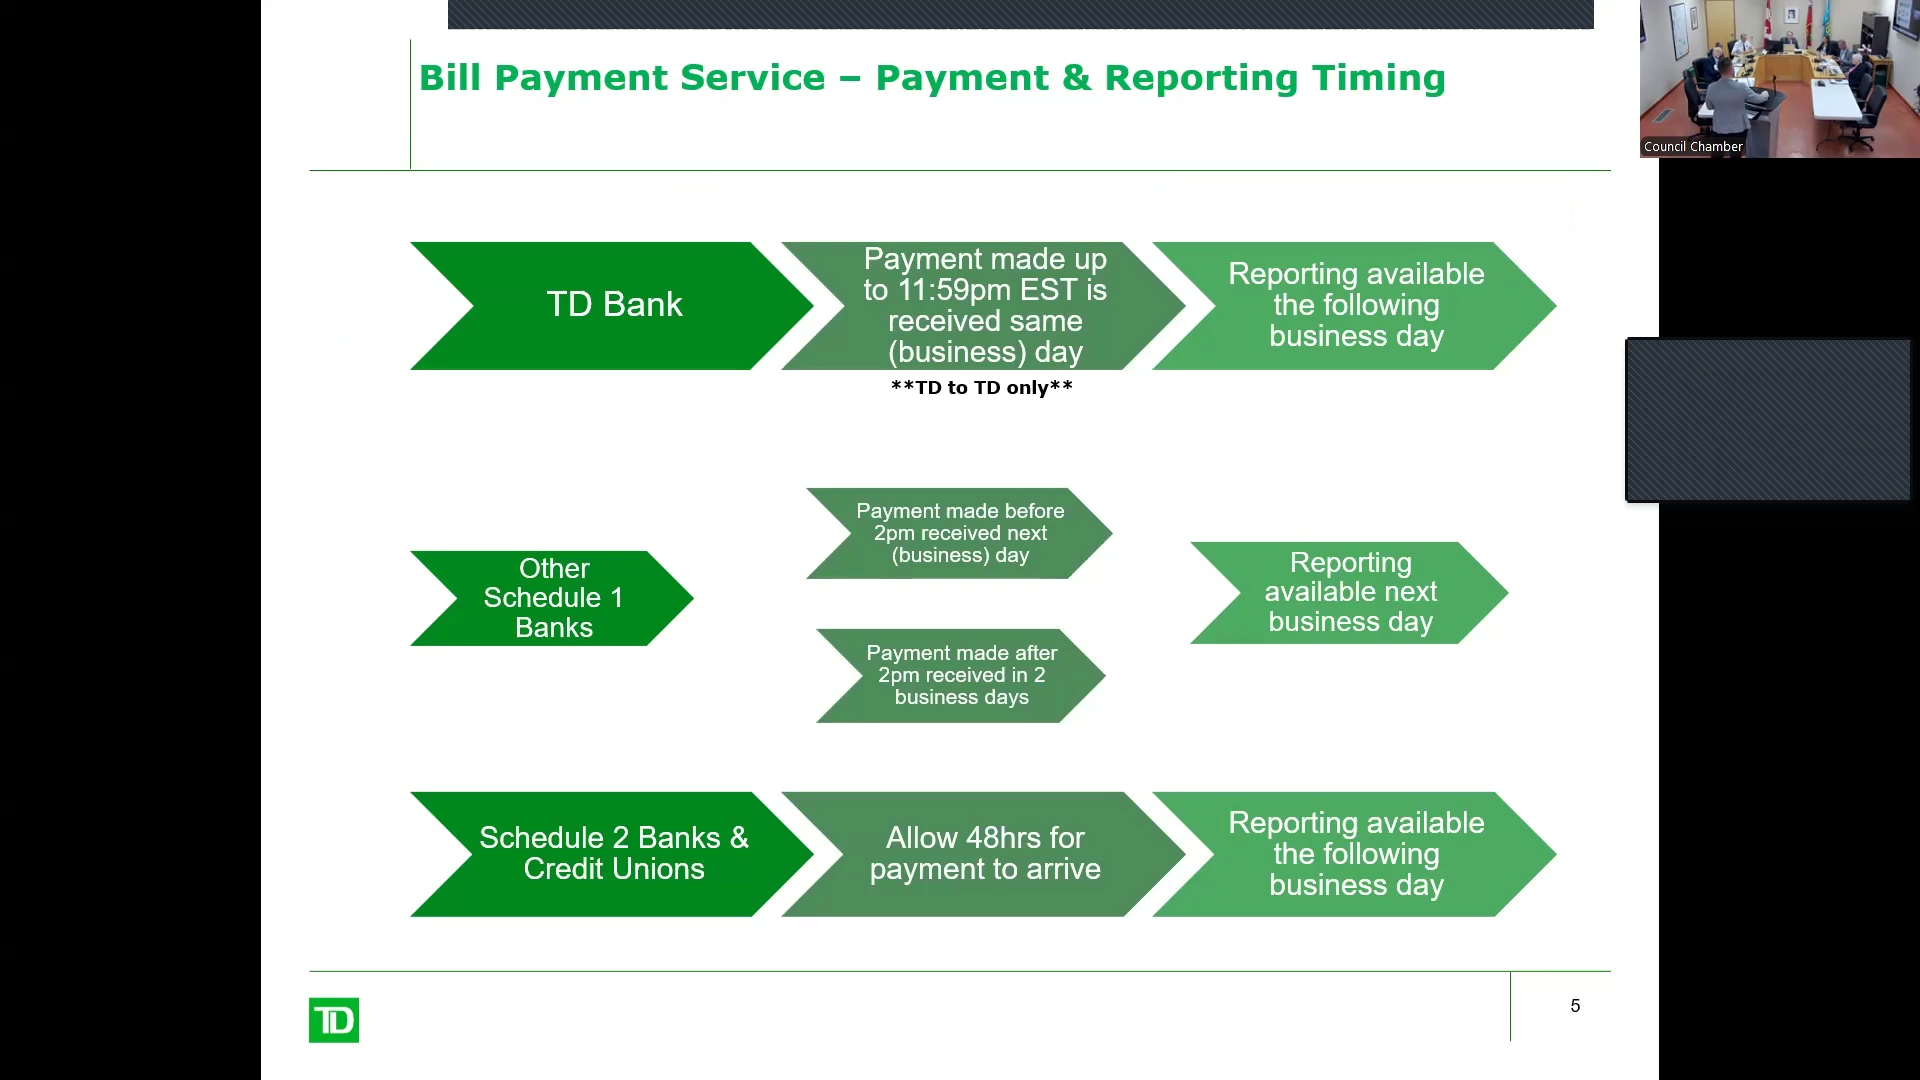 Bill Payment Service – Payment & Reporting Timing
Council Chamber
TD Bank
Payment made up
to 11:59pm EST is
received same
(business) day
**TD to TD only**
Reporting available
the following
business day
Other
Schedule 1
Banks
Payment made before
2pm received next
(business) day
Payment made after
2pm received in 2
business days
Reporting
available next
business day
Schedule 2 Banks &
Credit Unions
Allow 48hrs for
payment to arrive
Reporting available
the following
business day
TD
5